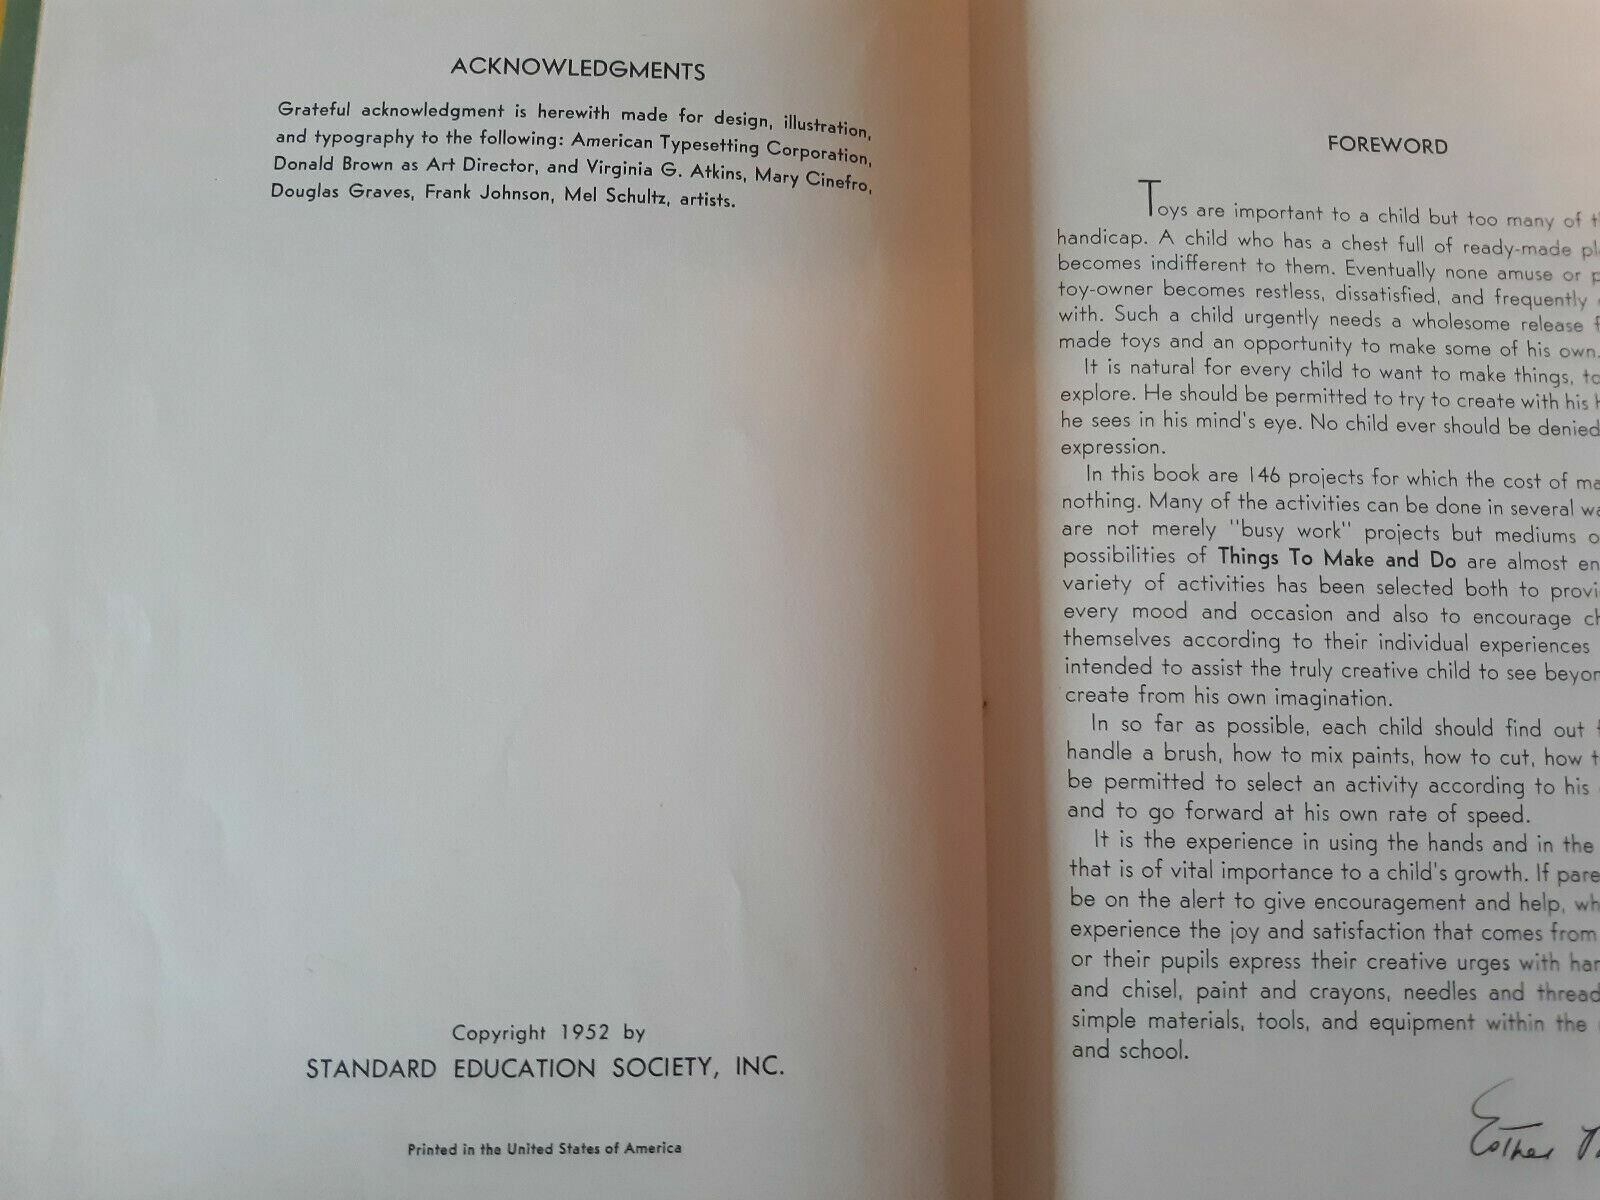 ACKNOWLEDGMENTS
Grateful acknowledgment is herewith made for design, illustration,
and typography to the following: American Typesetting Corporation,
Donald Brown as Art Director, and Virginia G. Atkins, Mary Cinefro,
Douglas Graves, Frank Johnson, Mel Schultz, artists.
Copyright 1952 by
STANDARD EDUCATION SOCIETY, INC.
Printed in the United States of America
FOREWORD
Toys are important to a child but too many of
handicap. A child who has a chest full of ready-made
becomes indifferent to them. Eventually none amuse or
toy-owner becomes restless, dissatisfied, and frequently
with. Such a child urgently needs a wholesome release
made toys and an opportunity to make some of his own.
It is natural for every child to want to make things,
explore. He should be permitted to try to create with his
he sees in his mind's eye. No child ever should be denied
expression.
In this book are 146 projects for which the cost of
nothing. Many of the activities can be done in several
are not merely "busy work" projects but mediums
possibilities of Things To Make and Do are almost
variety of activities has been selected both to
every mood and occasion and also to encourage
themselves according to their individual experiences
intended to assist the truly creative child to see
create from his own imagination.
In so far as possible, each child should find out
handle a brush, how to mix paints, how to cut, how
be permitted to select an activity according to his
and to go forward at his own rate of speed.
It is the experience in using the hands and in the
that is of vital importance to a child's growth. If
be on the alert to give encouragement and help,
experience the joy and satisfaction that comes from
or their pupils express their creative urges with
and chisel, paint and crayons, needles and thread
simple materials, tools, and equipment within the
and school.
Esther